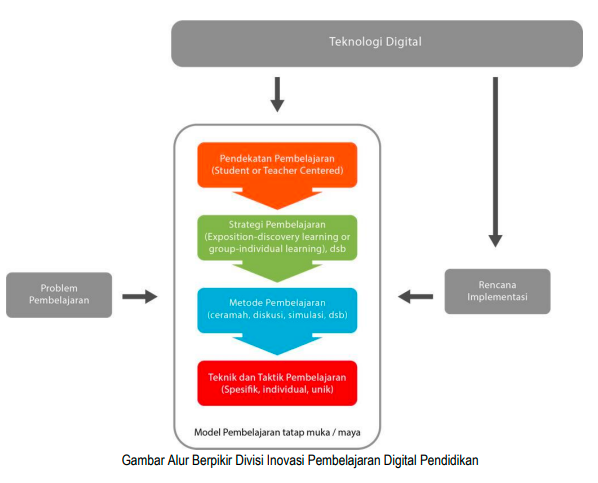 Teknologi Digital
Pendekatan Pembelajaran
(Student or Teacher Centered)
Strategi Pembelajaran
(Exposition-discovery learning or
group-individual learning), dsb
Problem
Pembelajaran
Metode Pembelajaran
(ceramah, diskusi, simulasi, dsb)
Rencana
Implementasi
Teknik dan Taktik Pembelajaran
(Spesifik, individual, unik)
Model Pembelajaran tatap muka / maya
Gambar Alur Berpikir Divisi Inovasi Pembelajaran Digital Pendidikan